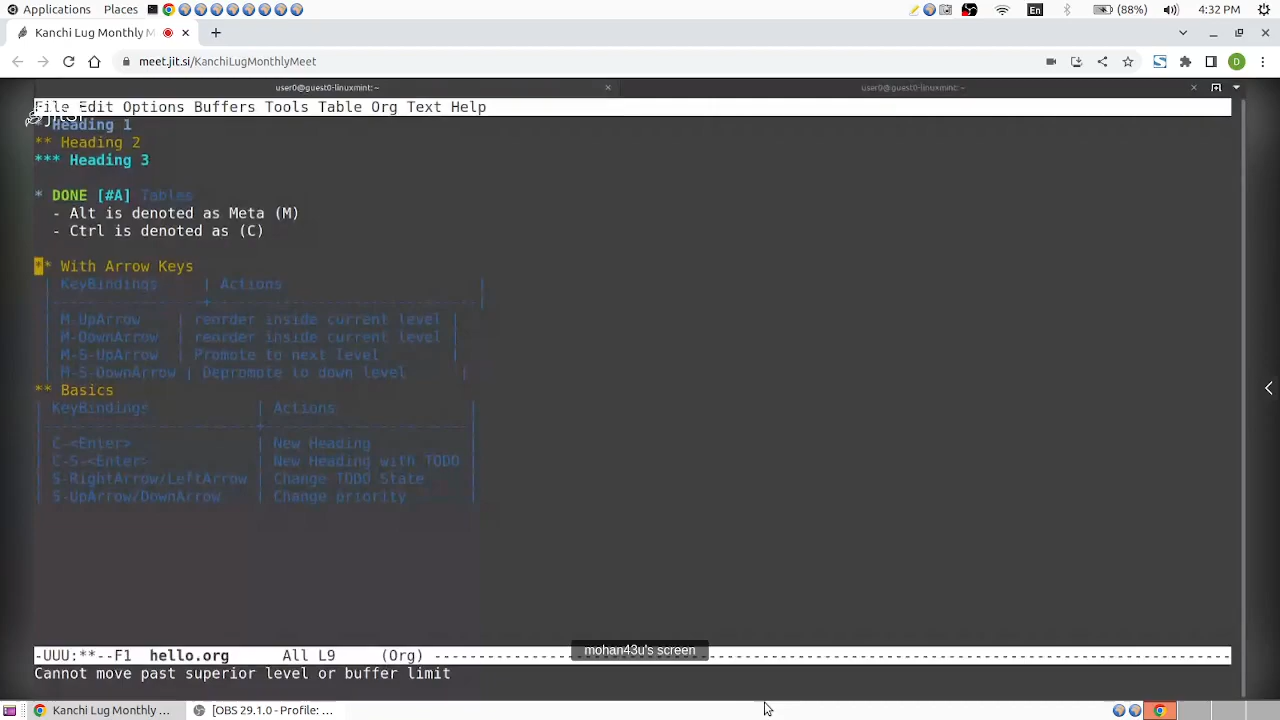 Applications Places En (88%) 4:32 PM
Kanchi Lug Monthly M
meet.jit.si/KanchiLugMonthlyMeet D
user0@guest0-linuxmint: ~ user0@guest0-linuxmint: ~
File Edit Options Buffers Tools Table Org Text Help
Heading 1
** Heading 2
*** Heading 3
* DONE [#A] Tables
- Alt is denoted as Meta (M)
- Ctrl is denoted as (C)
** With Arrow Keys
| KeyBindings | Actions |
|------------------+------------------------------|
| M-UpArrow | reorder inside current level |
| M-DownArrow | reorder inside current level |
| M-S-UpArrow | Promote to next level |
| M-S-DownArrow | Depromote to down level |
** Basics
| KeyBindings | Actions |
|------------------------+-----------------------|
| C-<Enter> | New Heading |
| C-S-<Enter> | New Heading with TODO |
| S-RightArrow/LeftArrow | Change TODO State |
| S-UpArrow/DownArrow | Change priority |
-UUU:**--F1 hello.org All L9 (Org) ----------
mohan43u's screen
Cannot move past superior level or buffer limit
Kanchi Lug Monthly ... [OBS 29.1.0 - Profile: ...